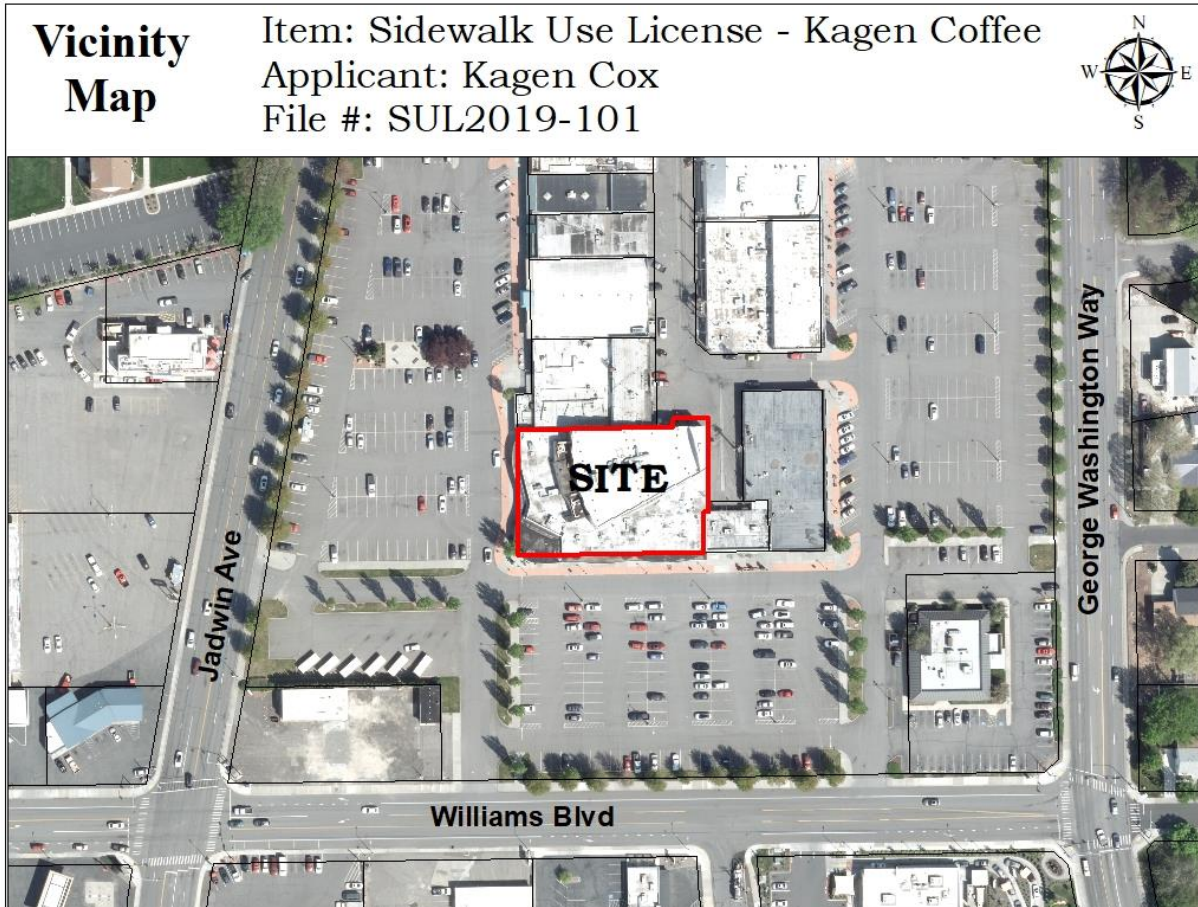 Vicinity
Map
Item: Sidewalk Use License - Kagen Coffee
Applicant: Kagen Cox
File #: SUL2019-101
N
W
E
S
SITE
Jadwin Ave
George Washington Way
Williams Blvd